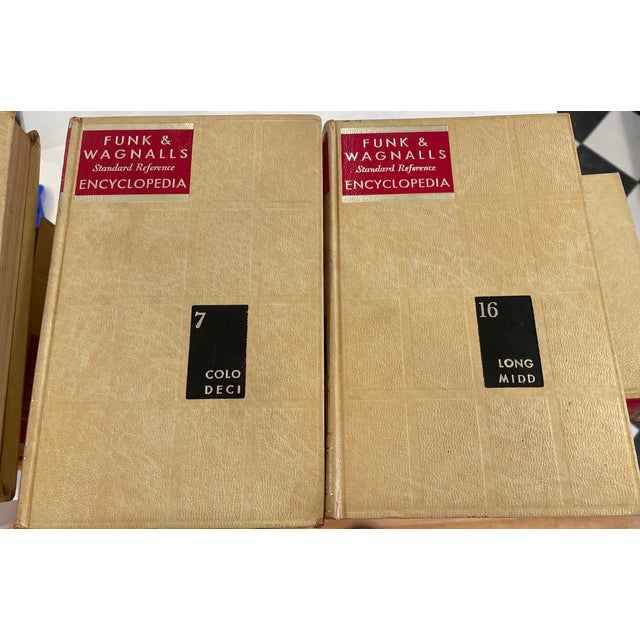 FUNK &
WAGNALLS
Standard Reference
ENCYCLOPEDIA
7
COLO
DECI
FUNK &
WAGNALLS
Standard Reference
ENCYCLOPEDIA
16
LONG
MIDD